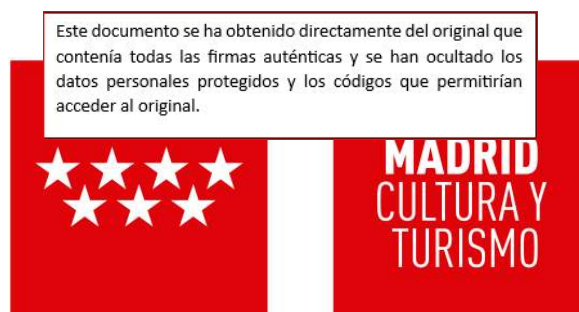 Este documento se ha obtenido directamente del original que
contenía todas las firmas auténticas y se han ocultado los
datos personales protegidos y los códigos que permitirían
acceder al original.
MADRID
CULTURA Y
TURISMO